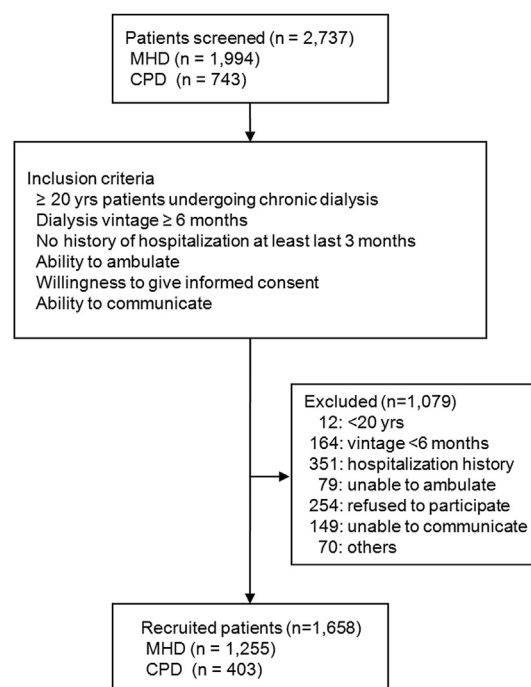 Patients screened (n = 2,737)
MHD (n = 1,994)
CPD (n = 743)
Inclusion criteria
≥ 20 yrs patients undergoing chronic dialysis
Dialysis vintage ≥ 6 months
No history of hospitalization at least last 3 months
Ability to ambulate
Willingness to give informed consent
Ability to communicate
Excluded (n=1,079)
12: <20 yrs
164: vintage <6 months
351: hospitalization history
79: unable to ambulate
254: refused to participate
149: unable to communicate
70: others
Recruited patients (n=1,658)
MHD (n = 1,255)
CPD (n = 403)